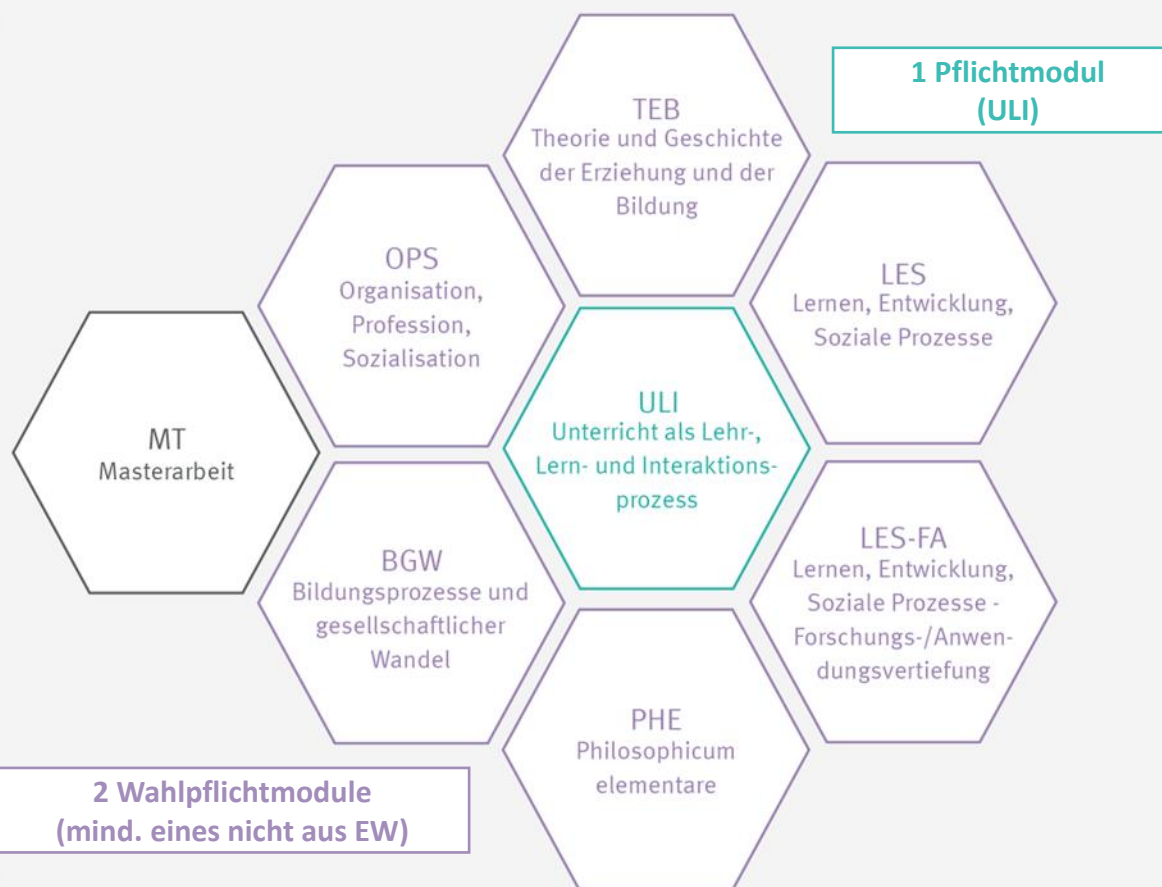 1 Pflichtmodul
(ULI)
TEB
Theorie und Geschichte
der Erziehung und der
Bildung
OPS
Organisation,
Profession,
Sozialisation
LES
Lernen, Entwicklung,
Soziale Prozesse
MT
Masterarbeit
ULI
Unterricht als Lehr-,
Lern- und Interaktions-
prozess
BGW
Bildungsprozesse und
gesellschaftlicher
Wandel
LES-FA
Lernen, Entwicklung,
Soziale Prozesse -
Forschungs-/Anwen-
dungsvertiefung
PHE
Philosophicum
elementare
2 Wahlpflichtmodule
(mind. eines nicht aus EW)